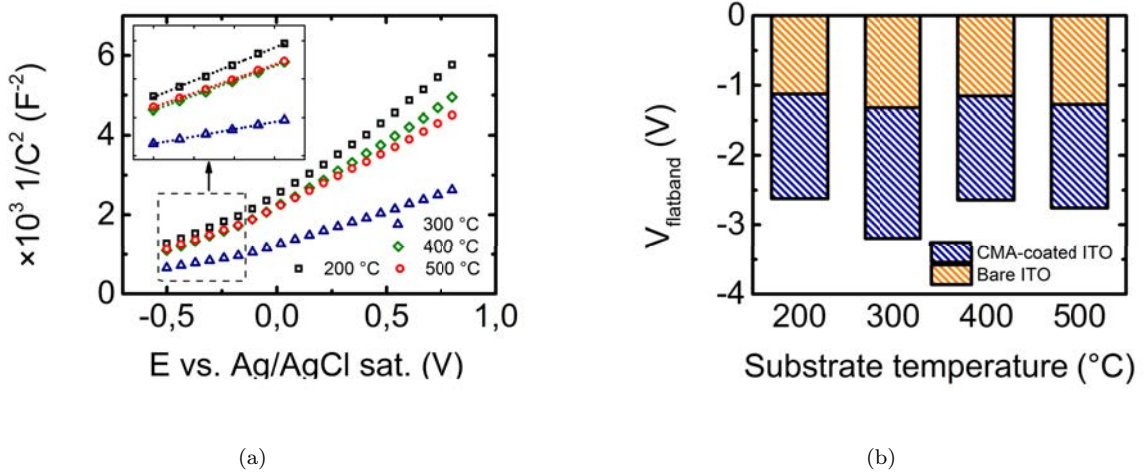 6
4
2
0
×10³ 1/C² (F⁻²)
300 °C
400 °C
200 °C
500 °C
-0,5
0,0
0,5
1,0
E vs. Ag/AgCl sat. (V)
(a)
0
-1
-2
-3
-4
V_flatband (V)
CMA-coated ITO
Bare ITO
200
300
400
500
Substrate temperature (°C)
(b)